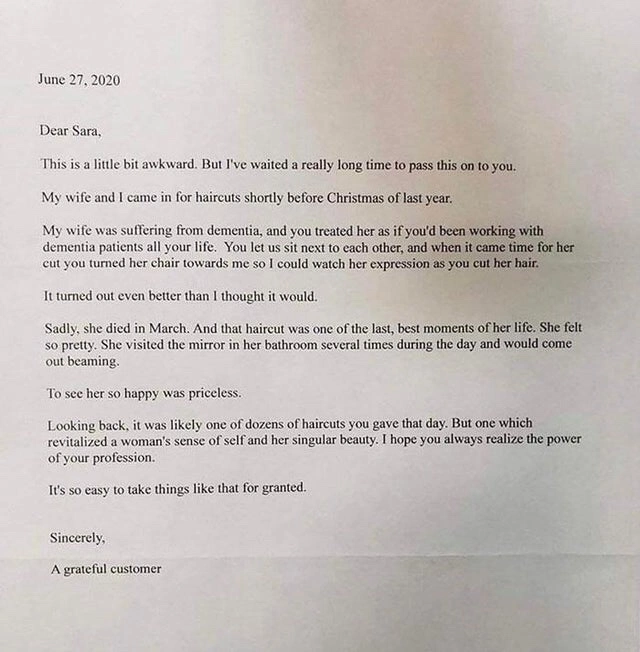 June 27, 2020
Dear Sara,
This is a little bit awkward. But I've waited a really long time to pass this on to you.
My wife and I came in for haircuts shortly before Christmas of last year.
My wife was suffering from dementia, and you treated her as if you'd been working with
dementia patients all your life.  You let us sit next to each other, and when it came time for her
cut you turned her chair towards me so I could watch her expression as you cut her hair.
It turned out even better than I thought it would.
Sadly, she died in March. And that haircut was one of the last, best moments of her life. She felt
so pretty. She visited the mirror in her bathroom several times during the day and would come
out beaming.
To see her so happy was priceless.
Looking back, it was likely one of dozens of haircuts you gave that day. But one which
revitalized a woman's sense of self and her singular beauty. I hope you always realize the power
of your profession.
It's so easy to take things like that for granted.
Sincerely,
A grateful customer